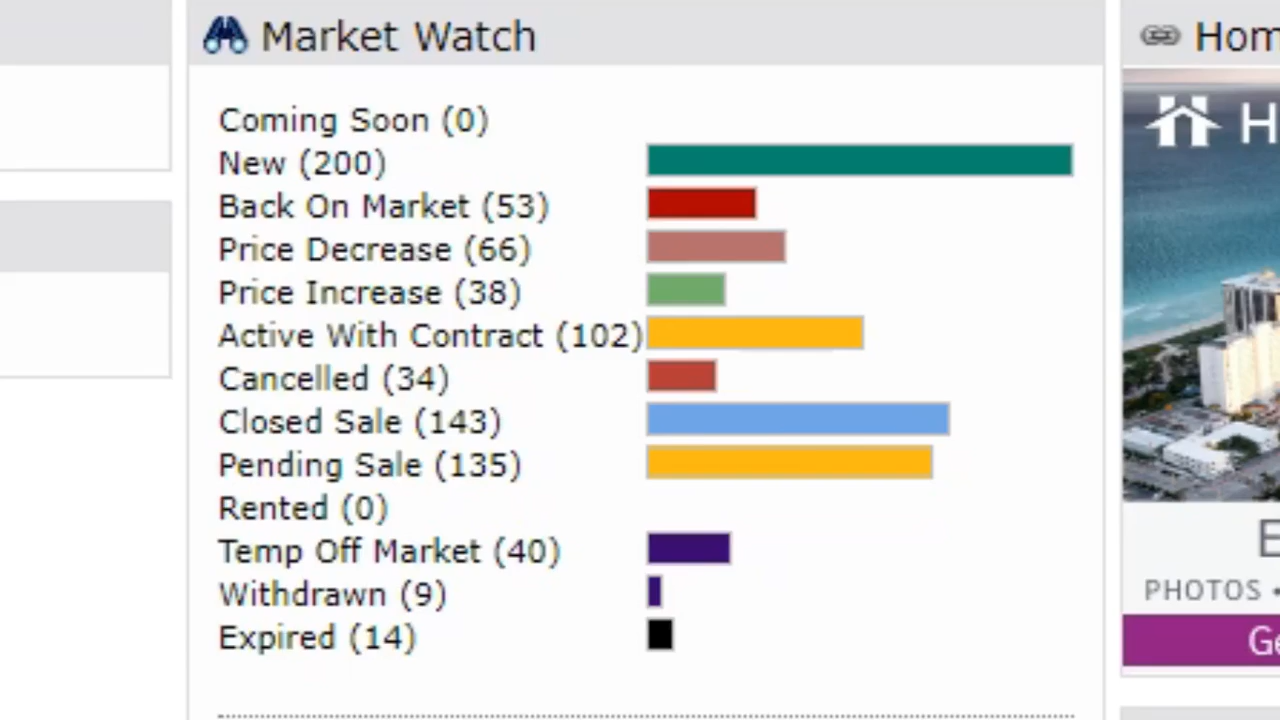 Market Watch
Coming Soon (0)
New (200)
Back On Market (53)
Price Decrease (66)
Price Increase (38)
Active With Contract (102)
Cancelled (34)
Closed Sale (143)
Pending Sale (135)
Rented (0)
Temp Off Market (40)
Withdrawn (9)
Expired (14)
Hom
H
E
PHOTOS •
Ge